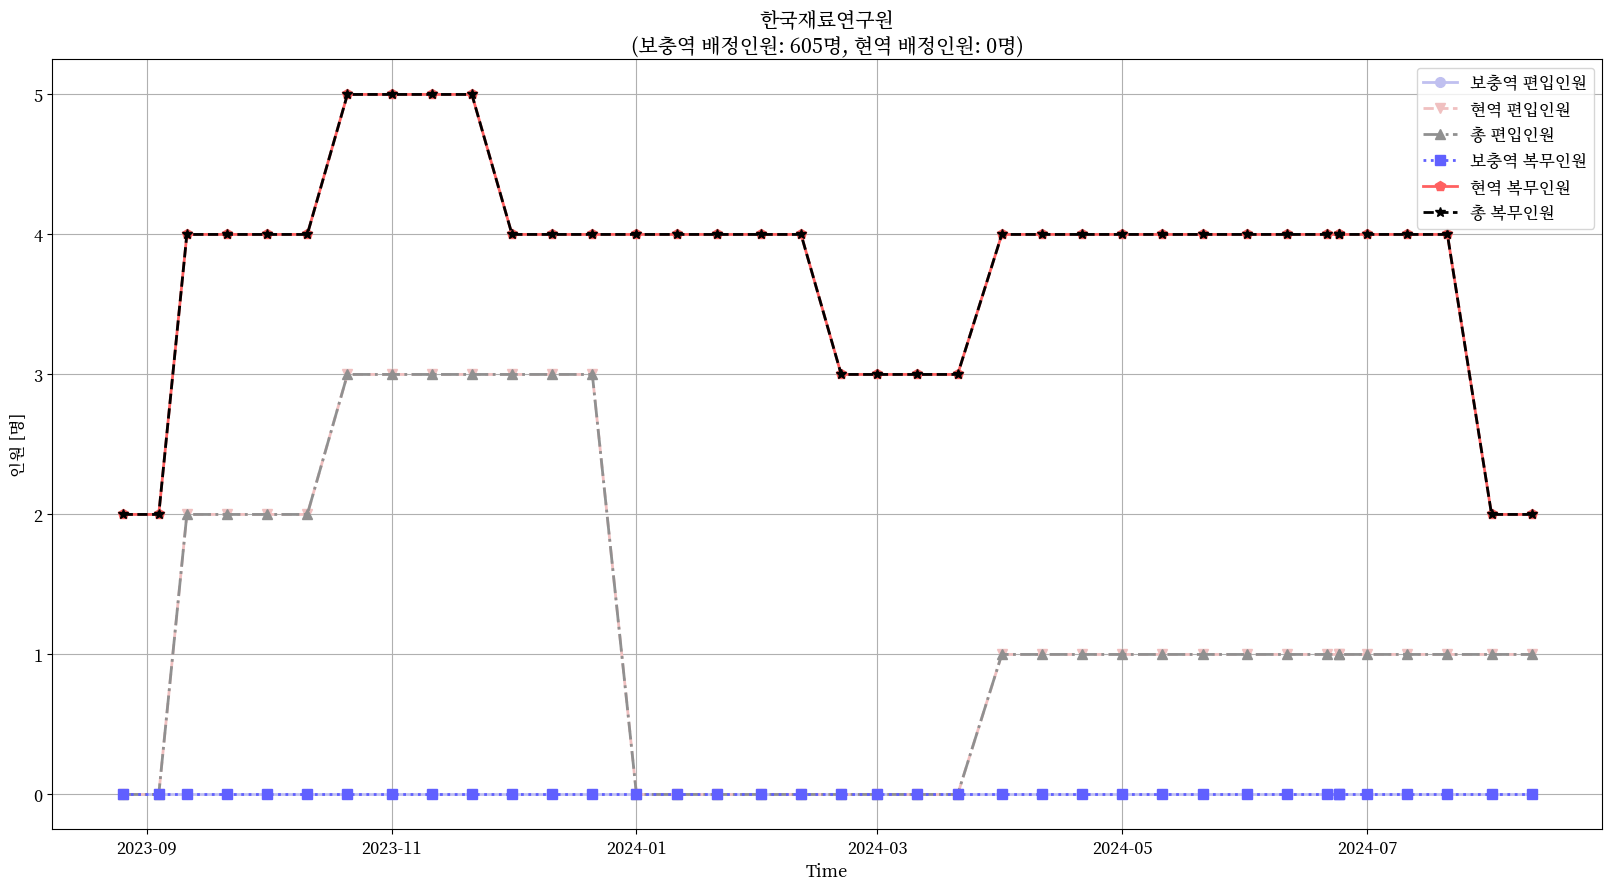 한국재료연구원
(보충역 배정인원: 605명, 현역 배정인원: 0명)
보충역 편입인원
현역 편입인원
총 편입인원
보충역 복무인원
현역 복무인원
총 복무인원
인원 [명]
5
4
3
2
1
0
2023-09
2023-11
2024-01
2024-03
2024-05
2024-07
Time